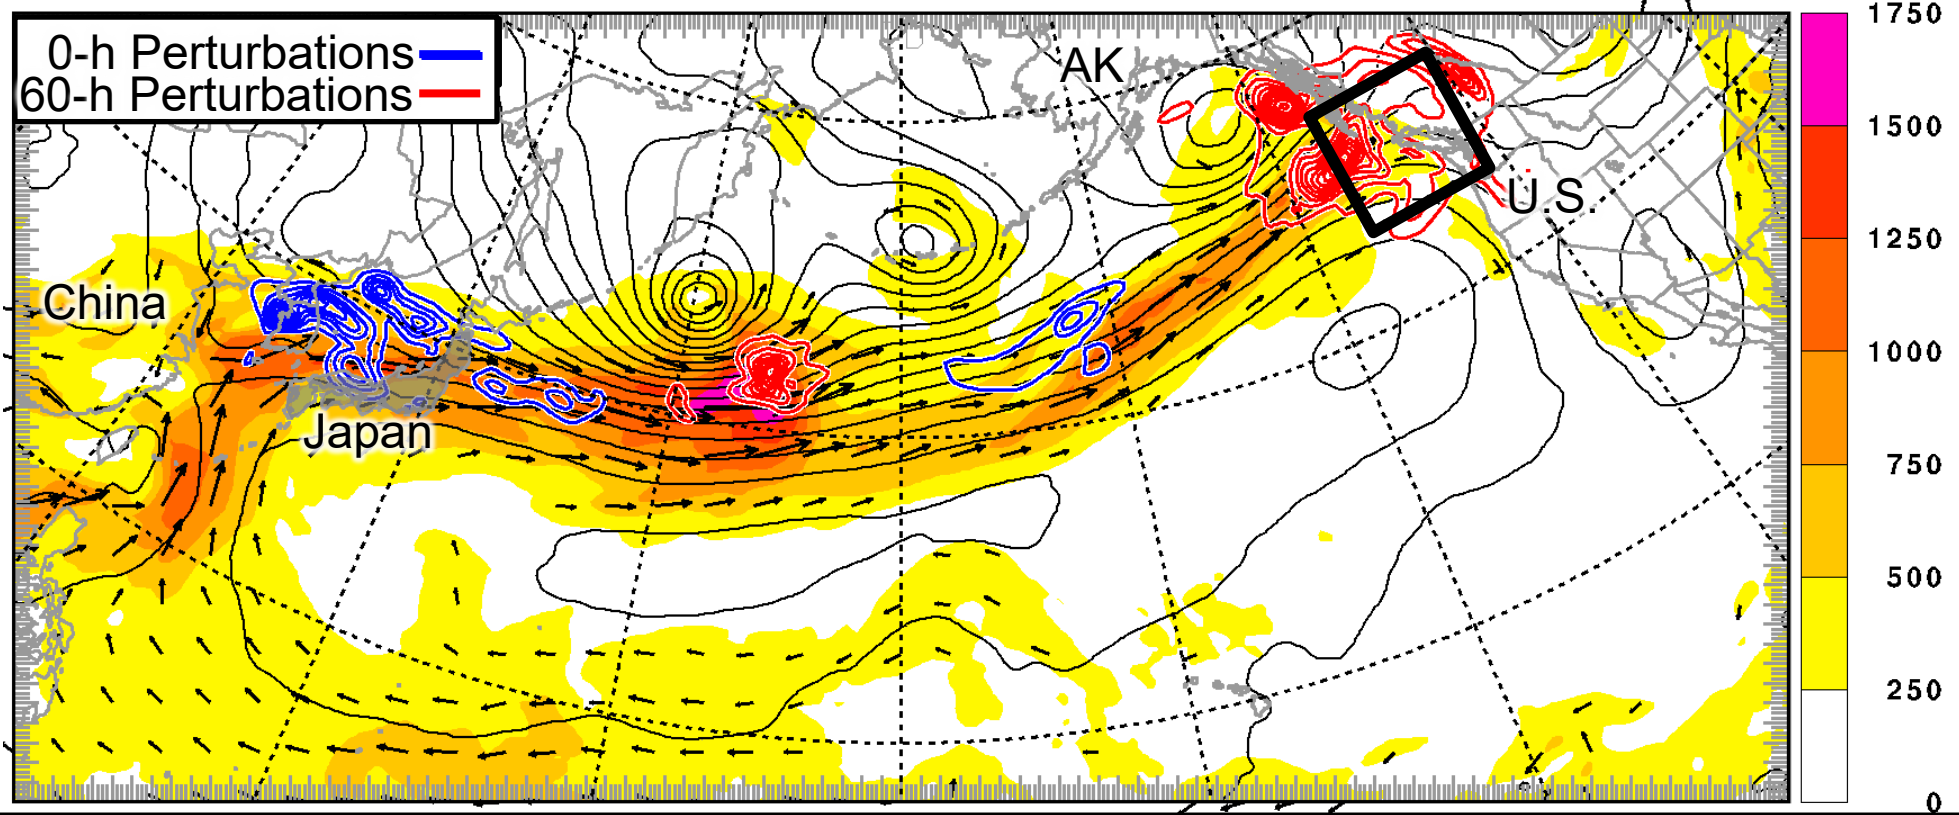 0-h Perturbations
60-h Perturbations
AK
U.S.
China
Japan
1750
1500
1250
1000
750
500
250
0